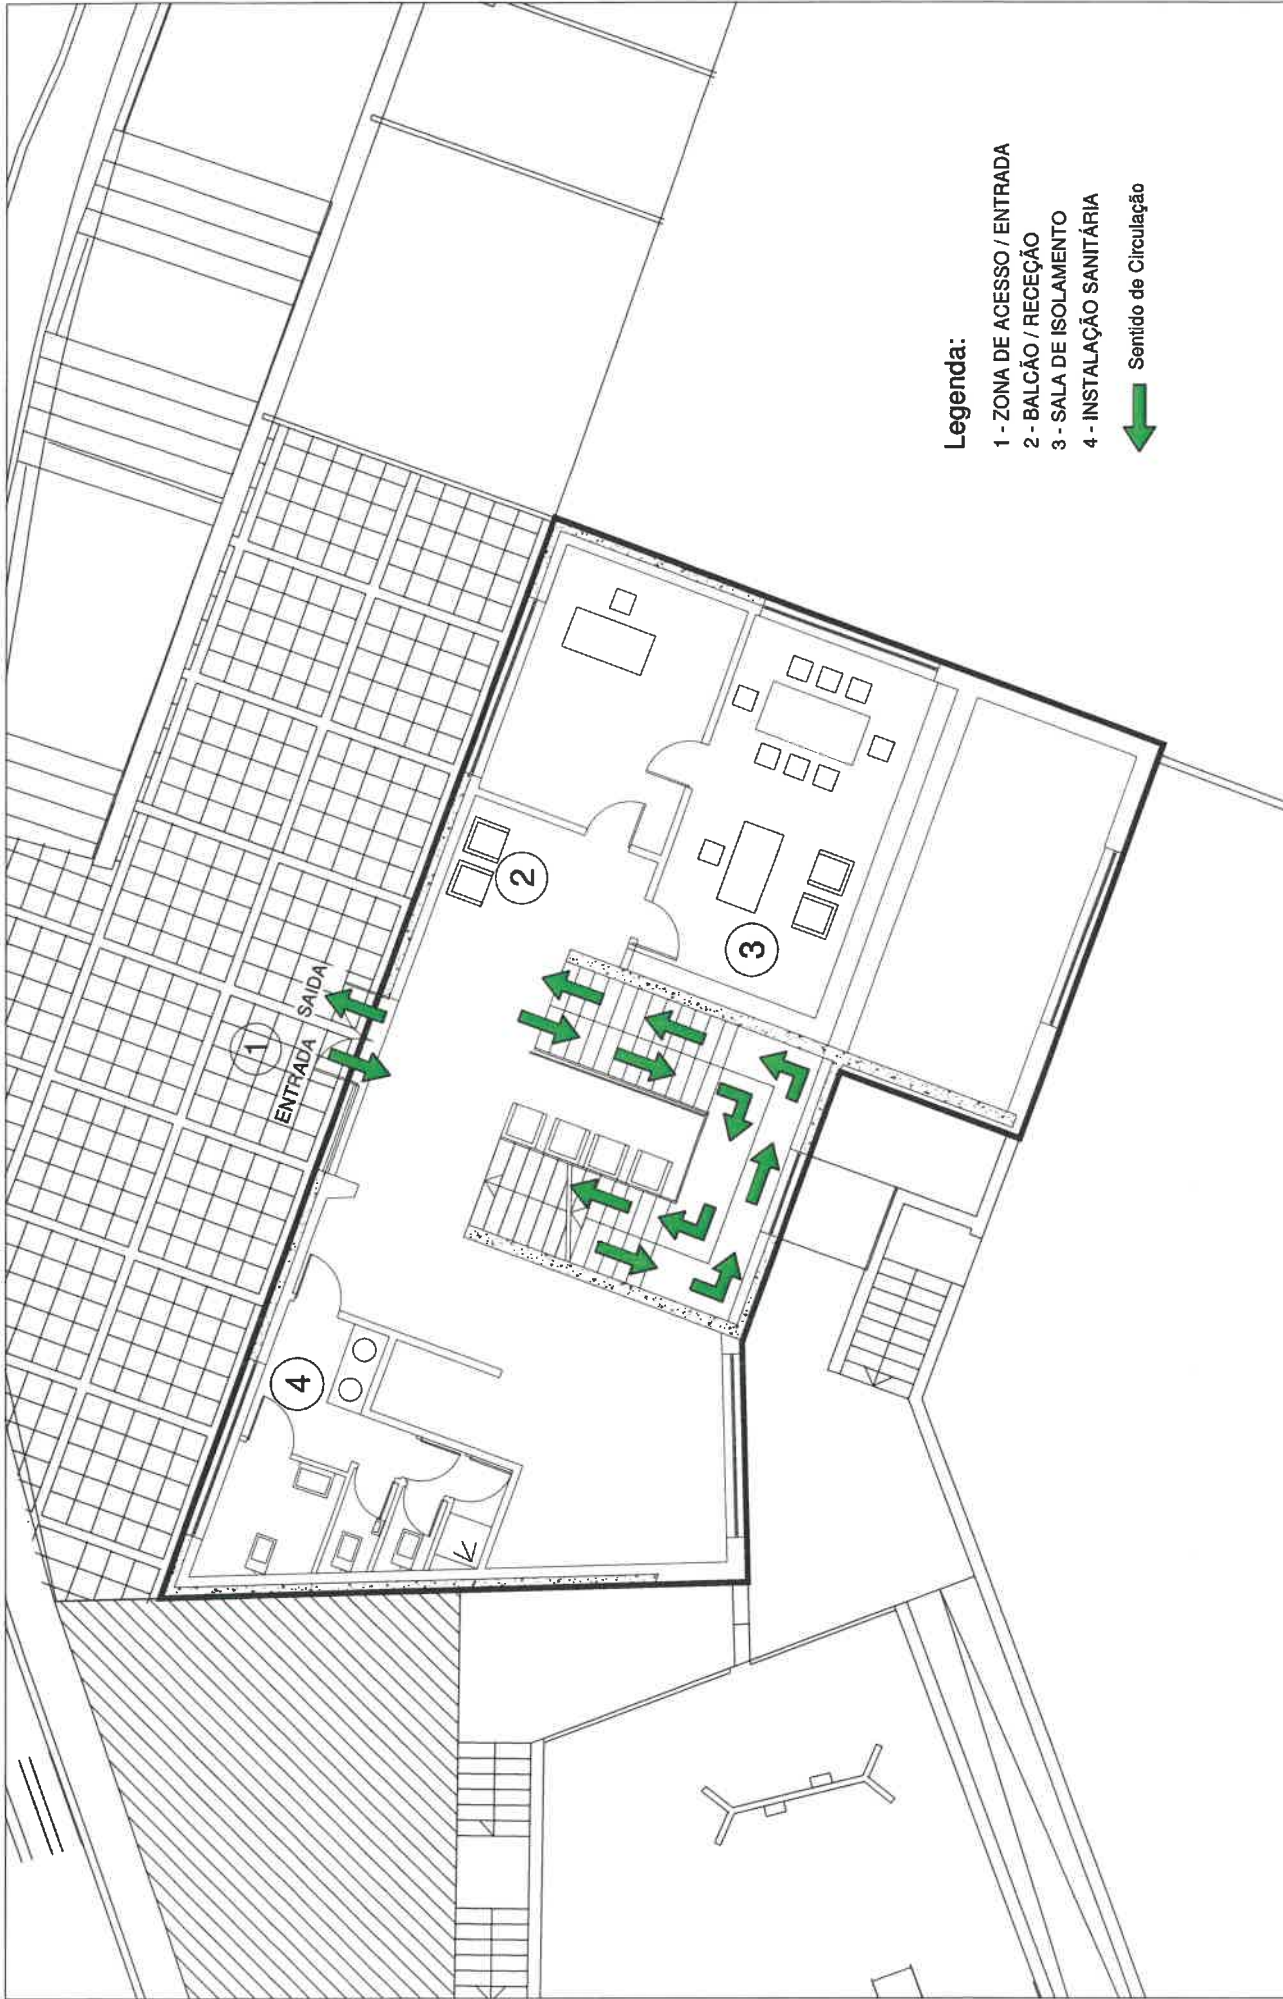 1
ENTRADA
SAIDA
2
3
4
Legenda:
1 - ZONA DE ACESSO / ENTRADA
2 - BALCÃO / RECEÇÃO
3 - SALA DE ISOLAMENTO
4 - INSTALAÇÃO SANITÁRIA
Sentido de Circulação